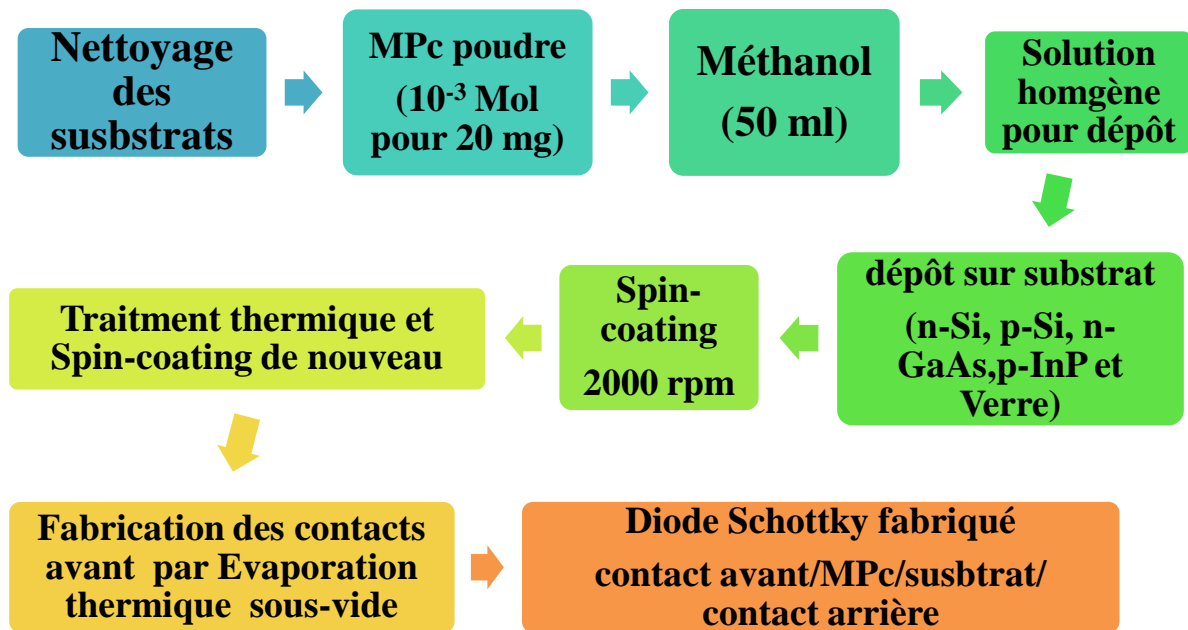 Nettoyage
des
susbstrats
MPc poudre
(10⁻³ Mol
pour 20 mg)
Méthanol
(50 ml)
Solution
homgène
pour dépôt
dépôt sur substrat
(n-Si, p-Si, n-
GaAs,p-InP et
Verre)
Spin-
coating
2000 rpm
Traitment thermique et
Spin-coating de nouveau
Fabrication des contacts
avant par Evaporation
thermique sous-vide
Diode Schottky fabriqué
contact avant/MPc/susbtrat/
contact arrière